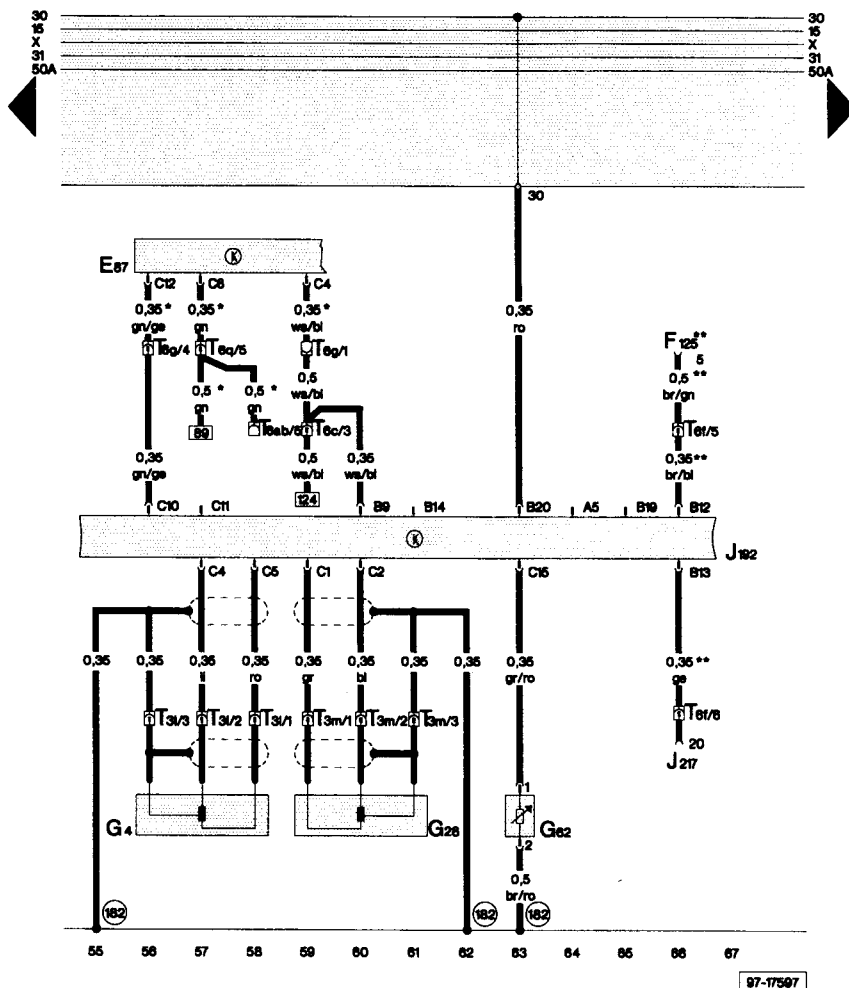 30 30
15 15
X X
31 31
50A 50A
30
E87
C12 C6 C4
0,35* 0,35* 0,35*
gn/ge gn ws/bl
T6g/4 T6q/5 T6g/1
0,35
ro
F125**
5
0,5 **
br/gn
0,5 * 0,5 * 0,5
gn gn ws/bl
89 T6ab/6 T6c/3 T6f/5
0,35 0,5 0,35 0,35**
gn/ge ws/bl ws/bl br/bl
124
C10 C11 B9 B14 B20 A5 B19 B12
J192
C4 C5 C1 C2 C15 B13
0,35 0,35 0,35 0,35 0,35 0,35 0,35 0,35 0,35 0,35**
li ro gr bl gr/ro ge
T3l/3 T3l/2 T3l/1 T3m/1 T3m/2 T3m/3 T6f/6
20
J217
1
G4 G28 G62
2
0,5
br/ro
182 182 182
55 56 57 58 59 60 61 62 63 64 65 66 67
97-17597